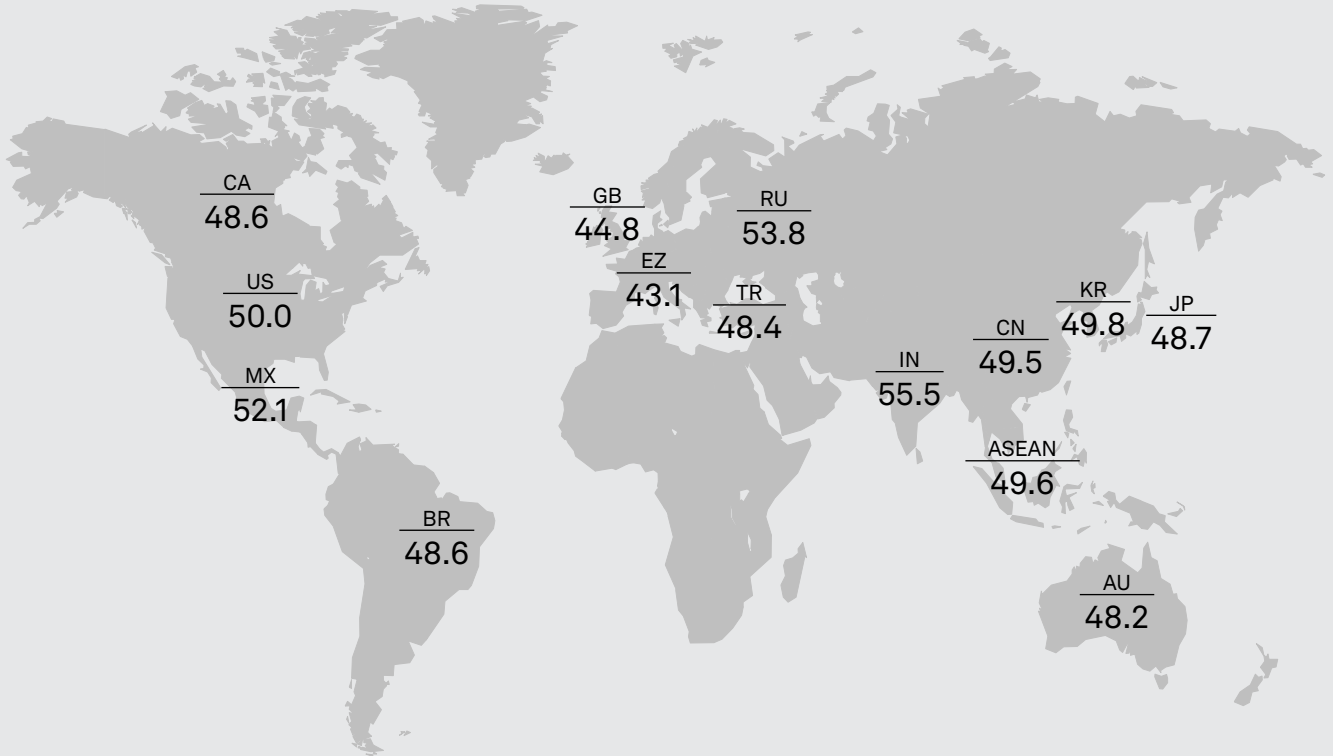 CA
48.6
GB
44.8
RU
53.8
EZ
43.1
US
50.0
TR
48.4
KR
49.8
JP
48.7
CN
49.5
IN
55.5
MX
52.1
ASEAN
49.6
BR
48.6
AU
48.2